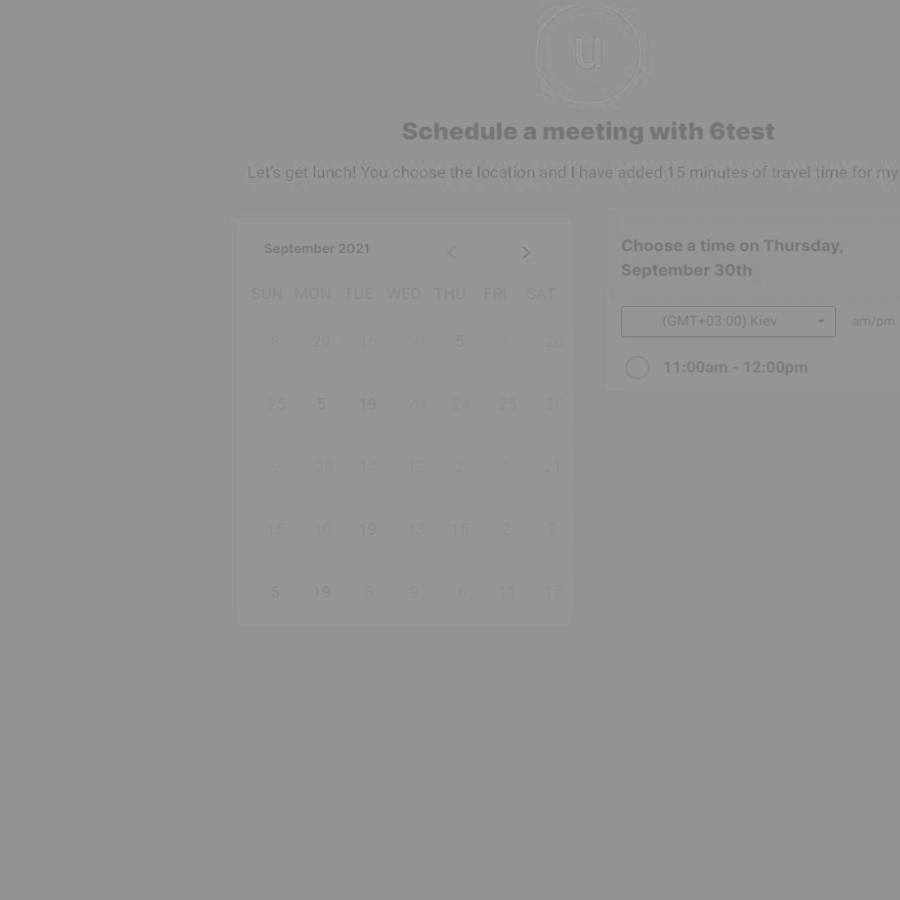 u
Schedule a meeting with 6test
Let's get lunch! You choose the location and I have added 15 minutes of travel time for my
September 2021
SUN MON TUE WED THU FRI SAT
8 29 16 10 5 1 20
25 5 19 20 24 25 20
9 30 14 13 2 1 21
15 10 19 13 15 2 7
5 19 3 9 6 11 17
Choose a time on Thursday,
September 30th
(GMT+03:00) Kiev am/pm
11:00am - 12:00pm